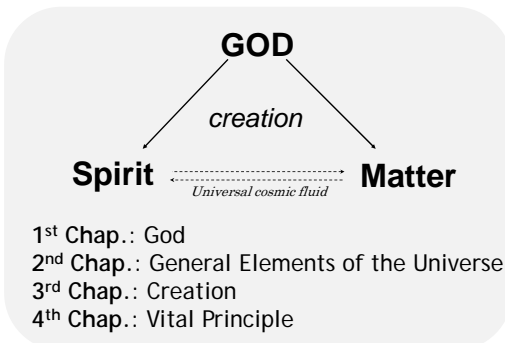 GOD
creation
Spirit Matter
Universal cosmic fluid
1st Chap.: God
2nd Chap.: General Elements of the Universe
3rd Chap.: Creation
4th Chap.: Vital Principle